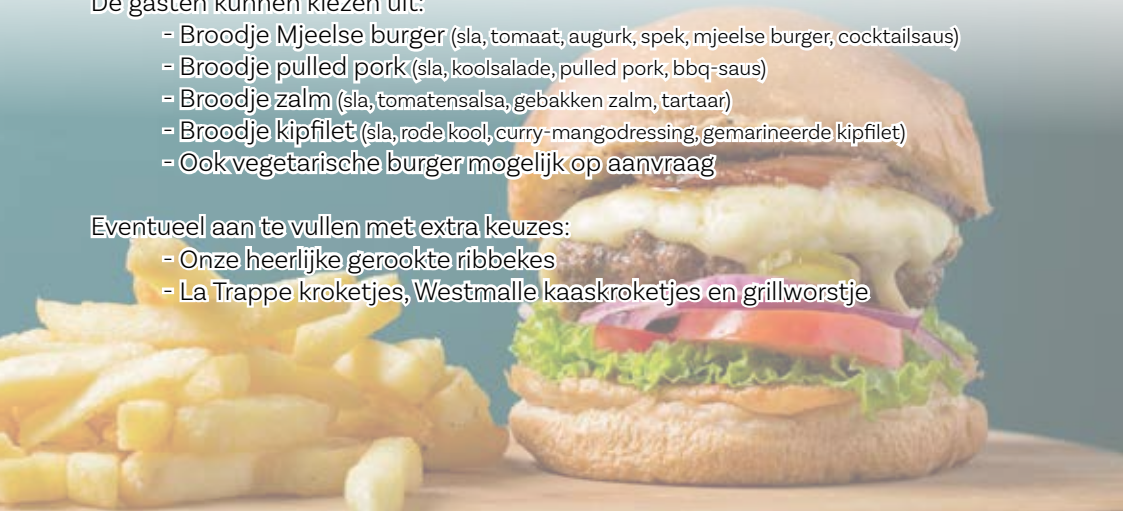 De gasten kunnen kiezen uit:
- Broodje Mjeelse burger (sla, tomaat, augurk, spek, mjeelse burger, cocktailsaus)
- Broodje pulled pork (sla, koolsalade, pulled pork, bbq-saus)
- Broodje zalm (sla, tomatensalsa, gebakken zalm, tartaar)
- Broodje kipfilet (sla, rode kool, curry-mangodressing, gemarineerde kipfilet)
- Ook vegetarische burger mogelijk op aanvraag
Eventueel aan te vullen met extra keuzes:
- Onze heerlijke gerookte ribbekes
- La Trappe kroketjes, Westmalle kaaskroketjes en grillworstje